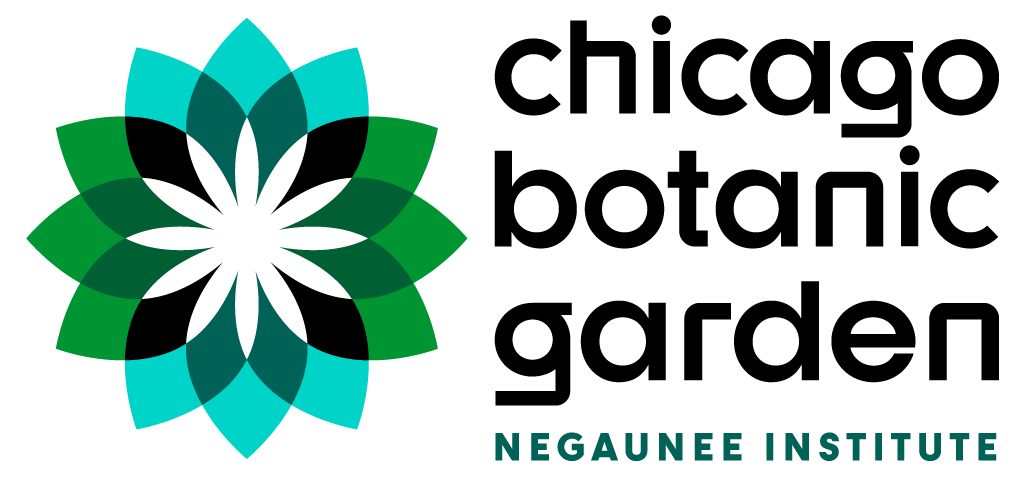 chicago
botanic
garden
NEGAUNEE INSTITUTE